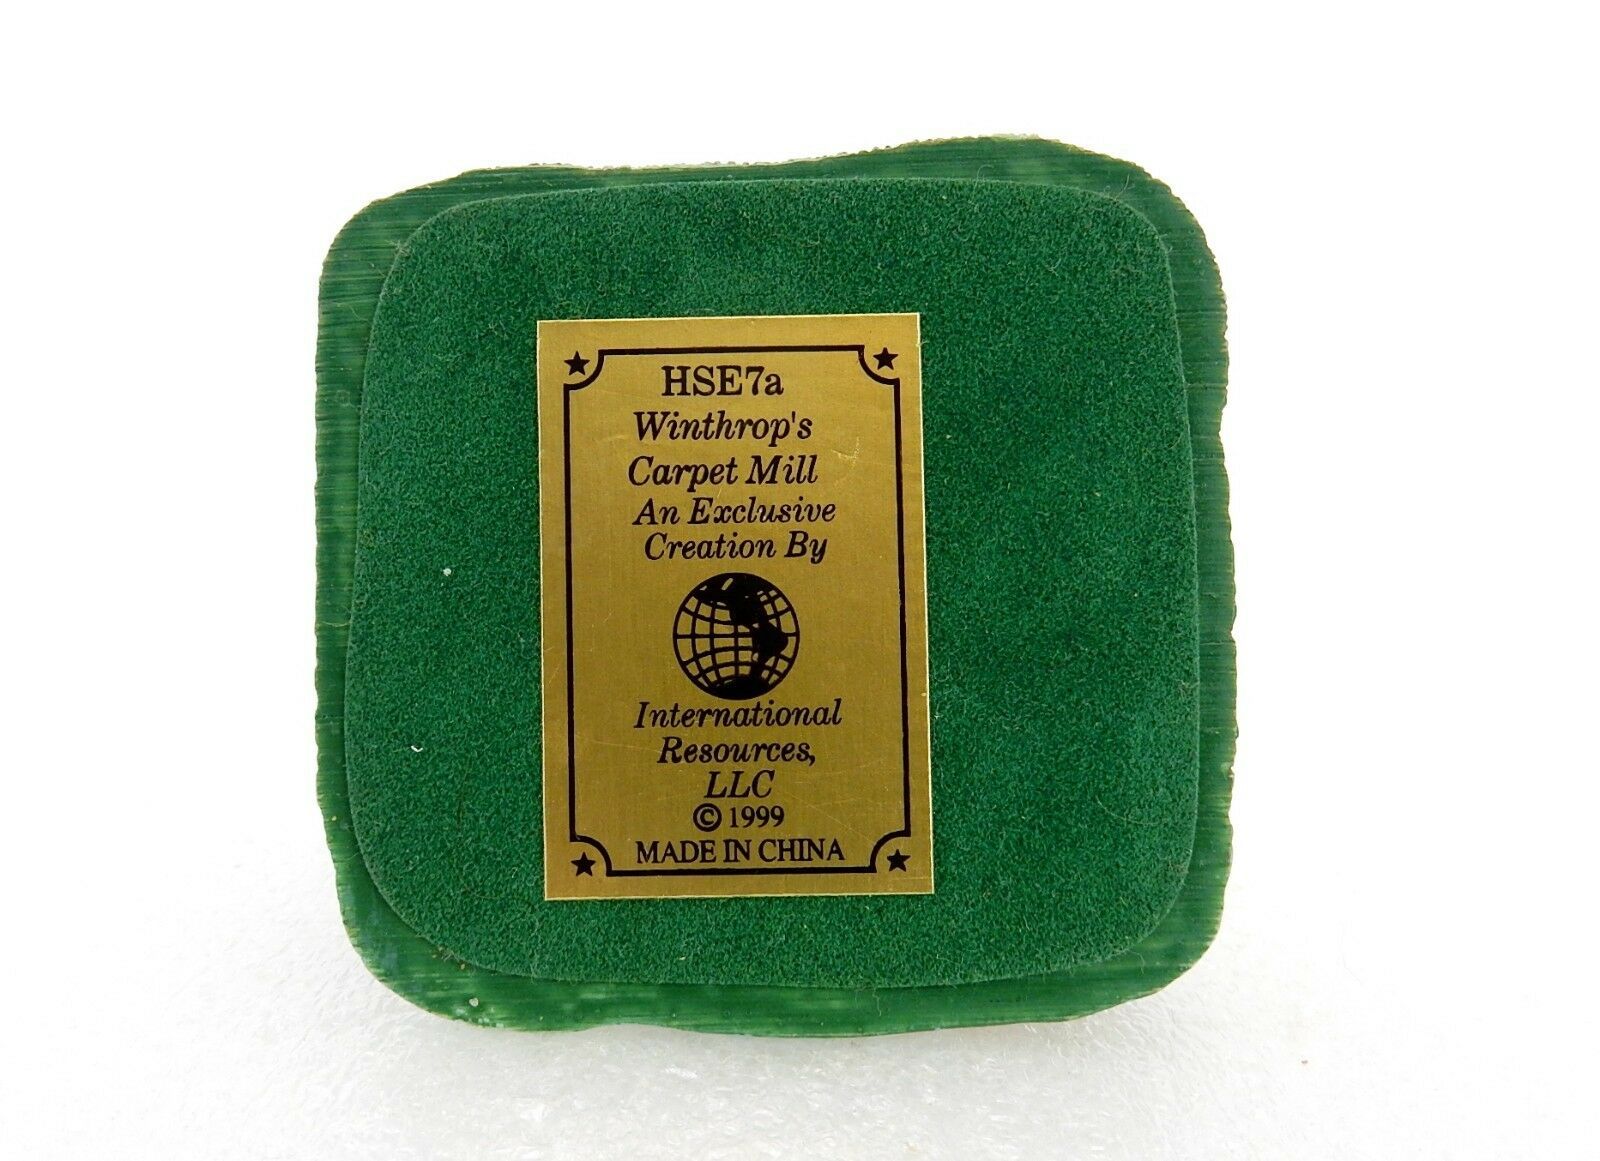 HSE7a
Winthrop's
Carpet Mill
An Exclusive
Creation By
International
Resources,
LLC
© 1999
MADE IN CHINA